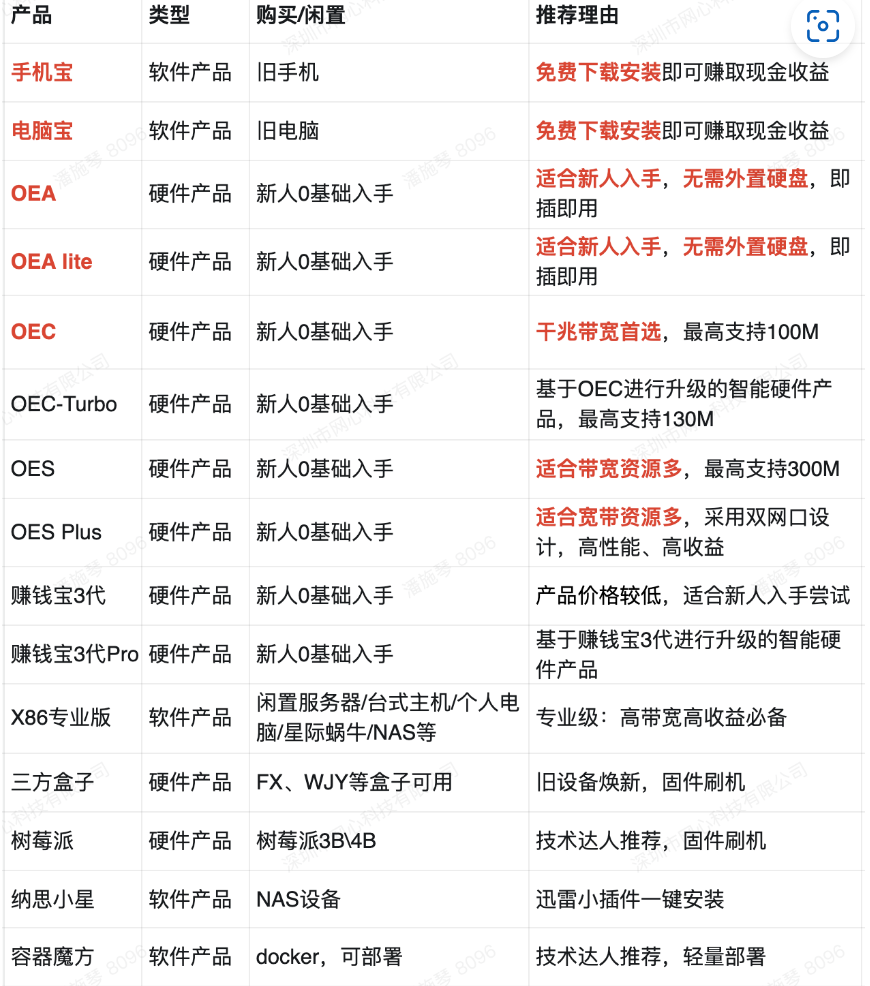 产品 类型 购买/闲置 推荐理由
手机宝 软件产品 旧手机 免费下载安装即可赚取现金收益
电脑宝 软件产品 旧电脑 免费下载安装即可赚取现金收益
OEA 硬件产品 新人0基础入手 适合新人入手，无需外置硬盘，即
插即用
OEA lite 硬件产品 新人0基础入手 适合新人入手，无需外置硬盘，即
插即用
OEC 硬件产品 新人0基础入手 千兆带宽首选，最高支持100M
OEC-Turbo 硬件产品 新人0基础入手 基于OEC进行升级的智能硬件产
品，最高支持130M
OES 硬件产品 新人0基础入手 适合带宽资源多，最高支持300M
OES Plus 硬件产品 新人0基础入手 适合宽带资源多，采用双网口设
计，高性能、高收益
赚钱宝3代 硬件产品 新人0基础入手 产品价格较低，适合新人入手尝试
赚钱宝3代Pro 硬件产品 新人0基础入手 基于赚钱宝3代进行升级的智能硬
件产品
X86专业版 软件产品 闲置服务器/台式主机/个人电 专业级：高带宽高收益必备
脑/星际蜗牛/NAS等
三方盒子 硬件产品 FX、WJY等盒子可用 旧设备焕新，固件刷机
树莓派 硬件产品 树莓派3B\4B 技术达人推荐，固件刷机
纳思小星 软件产品 NAS设备 迅雷小插件一键安装
容器魔方 软件产品 docker，可部署 技术达人推荐，轻量部署
深圳市网心科技有限公司
潘施琴 8096